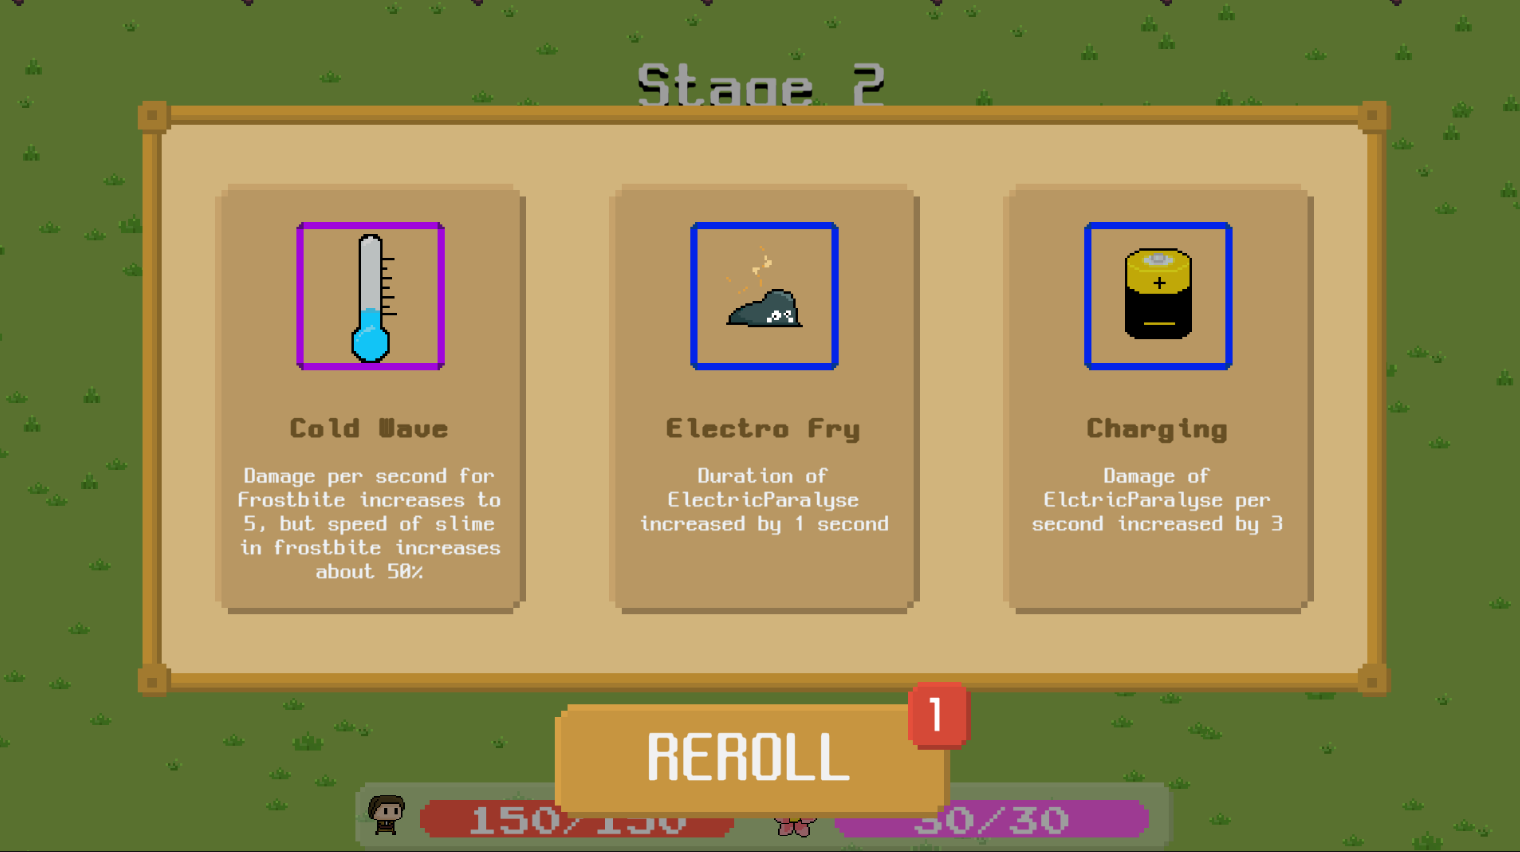 Stage 2
Cold Wave
Damage per second for
Frostbite increases to
5, but speed of slime
in frostbite increases
about 50%
Electro Fry
Duration of
ElectricParalyse
increased by 1 second
Charging
Damage of
ElctricParalyse per
second increased by 3
1
REROLL
150/150
30/30